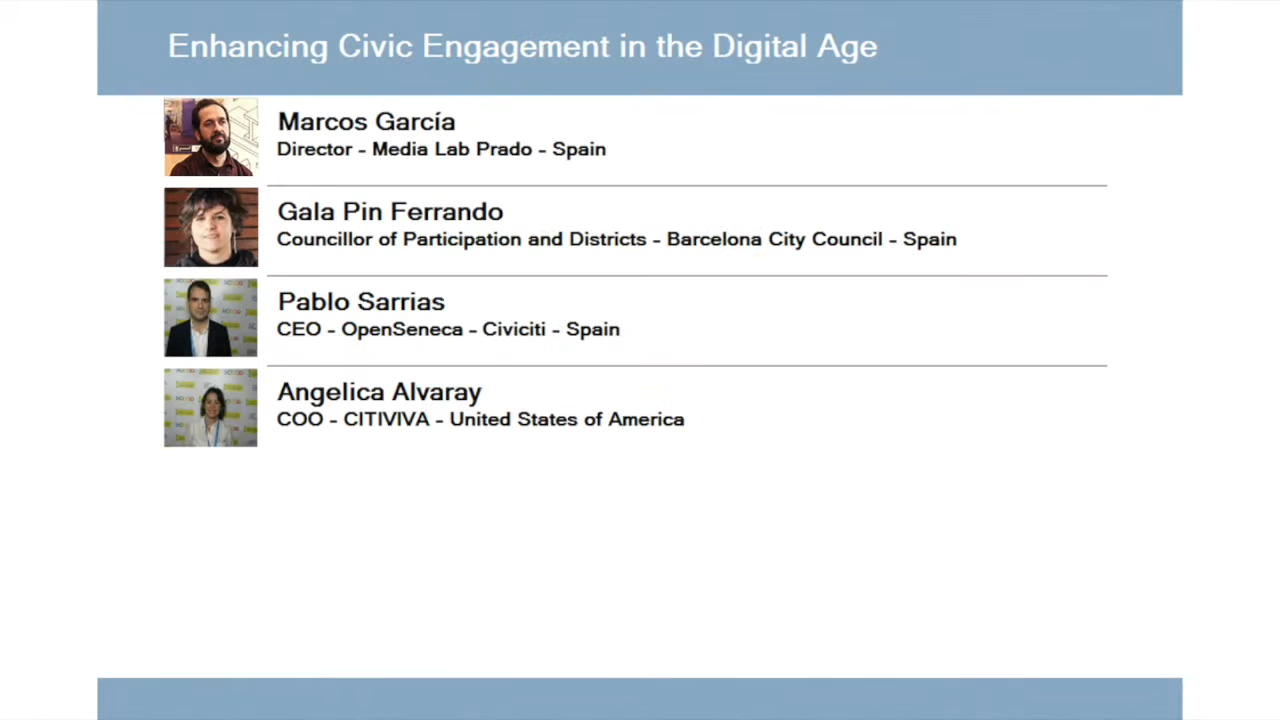 Enhancing Civic Engagement in the Digital Age
Marcos García
Director - Media Lab Prado - Spain
Gala Pin Ferrando
Councillor of Participation and Districts - Barcelona City Council - Spain
Pablo Sarrias
CEO - OpenSeneca - Civiciti - Spain
Angelica Alvaray
COO - CITIVIVA - United States of America